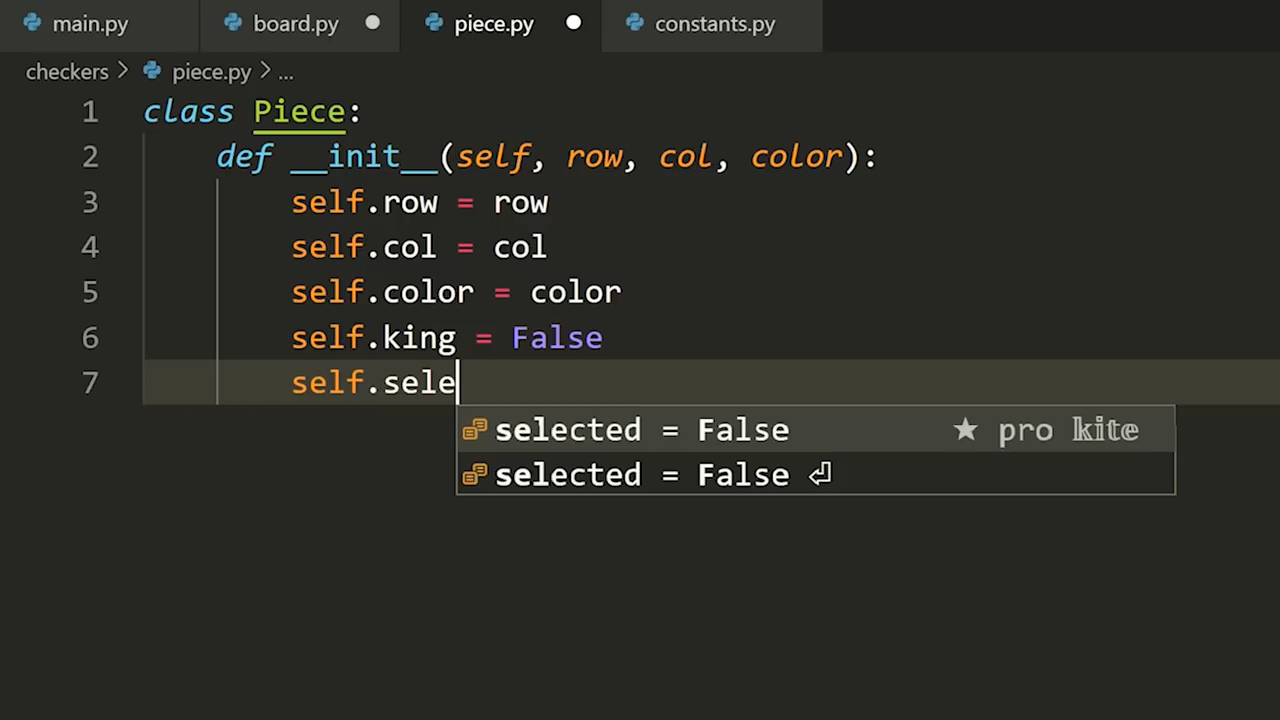 main.py board.py piece.py constants.py
checkers > piece.py > ...
1 class Piece:
2 def __init__(self, row, col, color):
3 self.row = row
4 self.col = col
5 self.color = color
6 self.king = False
7 self.sele
selected = False ★ pro kite
selected = False ⏎